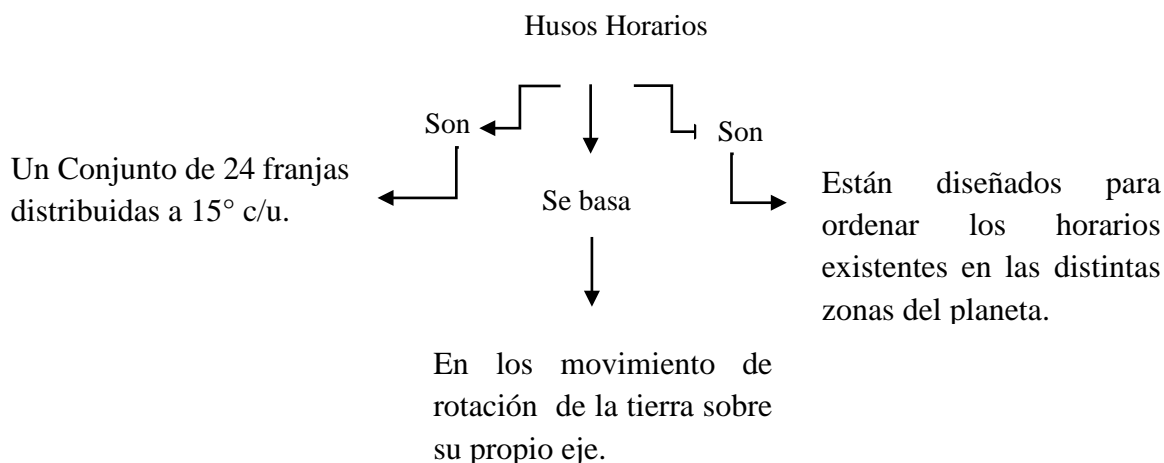 Husos Horarios
Son
Son
Un Conjunto de 24 franjas
distribuidas a 15° c/u.
Se basa
Están diseñados para
ordenar los horarios
existentes en las distintas
zonas del planeta.
En los movimiento de
rotación de la tierra sobre
su propio eje.